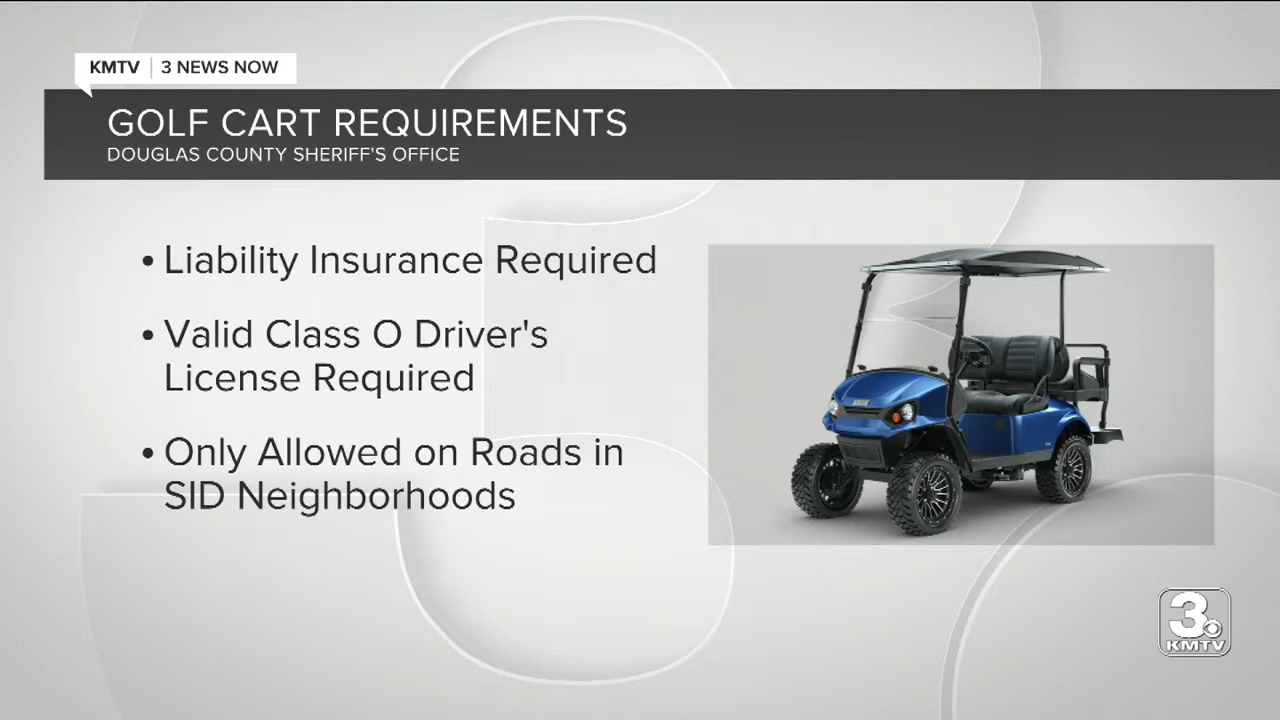 KMTV | 3 NEWS NOW
GOLF CART REQUIREMENTS
DOUGLAS COUNTY SHERIFF'S OFFICE
• Liability Insurance Required
• Valid Class O Driver's
License Required
• Only Allowed on Roads in
SID Neighborhoods
3
KMTV